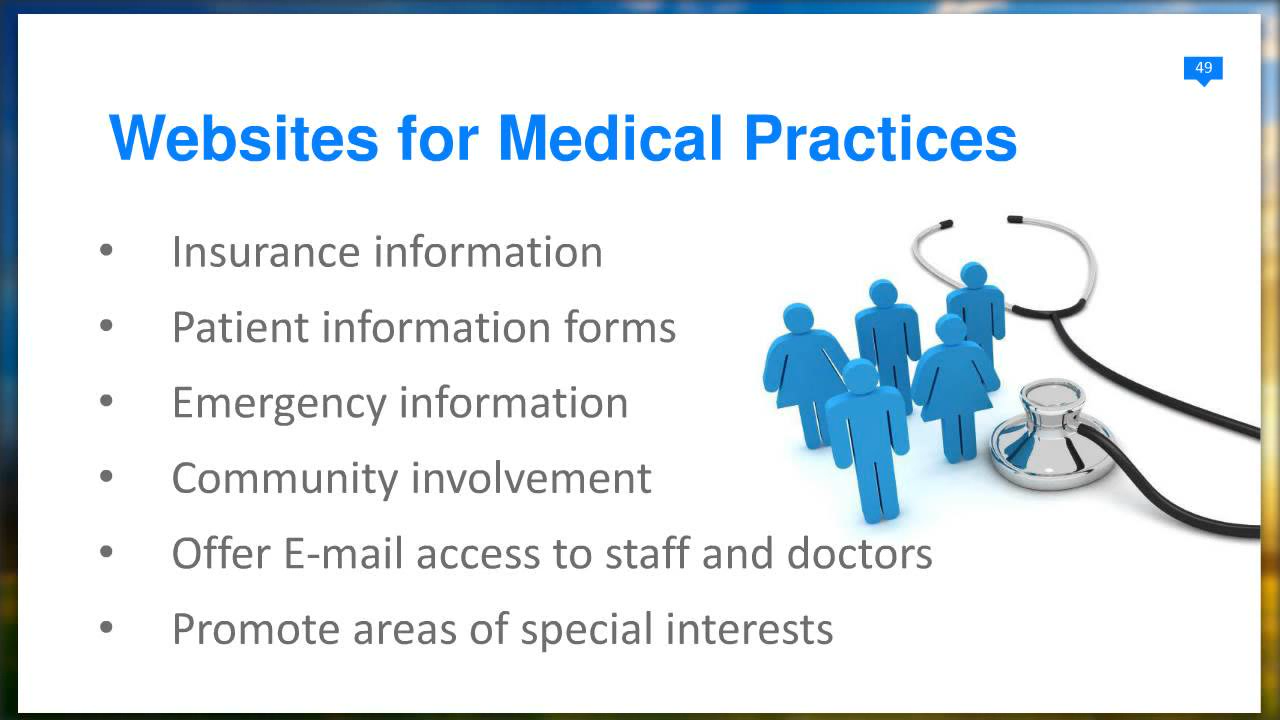 49
Websites for Medical Practices
• Insurance information
• Patient information forms
• Emergency information
• Community involvement
• Offer E-mail access to staff and doctors
• Promote areas of special interests